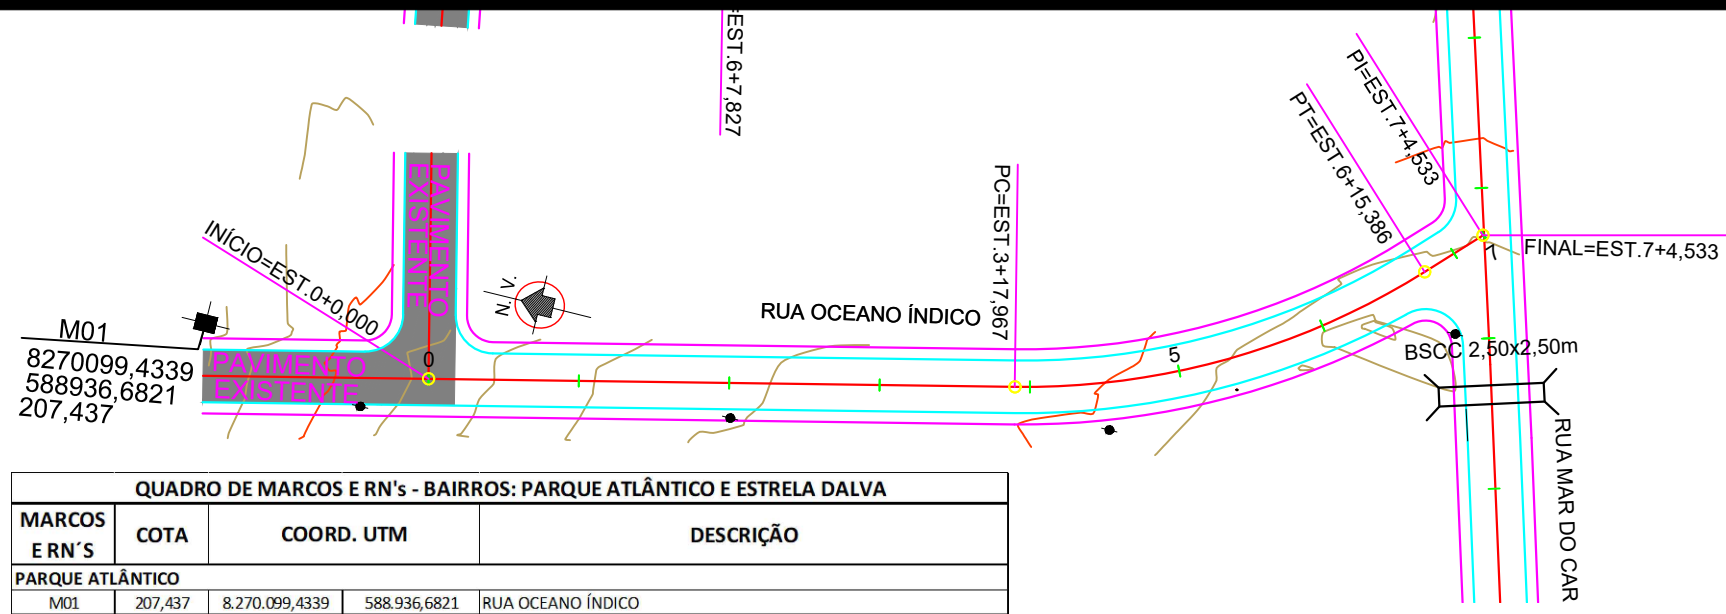 =EST.6+7,827
PI=EST.7+4,533
PT=EST.6+15,386
PC=EST.3+17,967
PAVIMENTO
EXISTENTE
INÍCIO=EST.0+0,000
N. V.
RUA OCEANO ÍNDICO
FINAL=EST.7+4,533
7
M01
8270099,4339
588936,6821
207,437
PAVIMENTO
EXISTENTE
0
5
BSCC 2,50x2,50m
RUA MAR DO CAR
QUADRO DE MARCOS E RN's - BAIRROS: PARQUE ATLÂNTICO E ESTRELA DALVA
MARCOS E RN´S COTA COORD. UTM DESCRIÇÃO
PARQUE ATLÂNTICO
M01 207,437 8.270.099,4339 588.936,6821 RUA OCEANO ÍNDICO